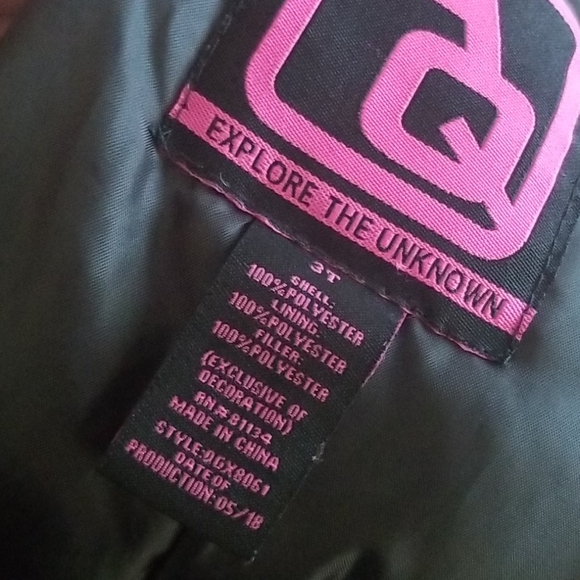 EXPLORE THE UNKNOWN
3T
SHELL:
100%POLYESTER
LINING:
100%POLYESTER
FILLER:
100%POLYESTER
(EXCLUSIVE OF
DECORATION)
RN#81134
MADE IN CHINA
STYLE:QGX8061
DATE OF
PRODUCTION:05/18